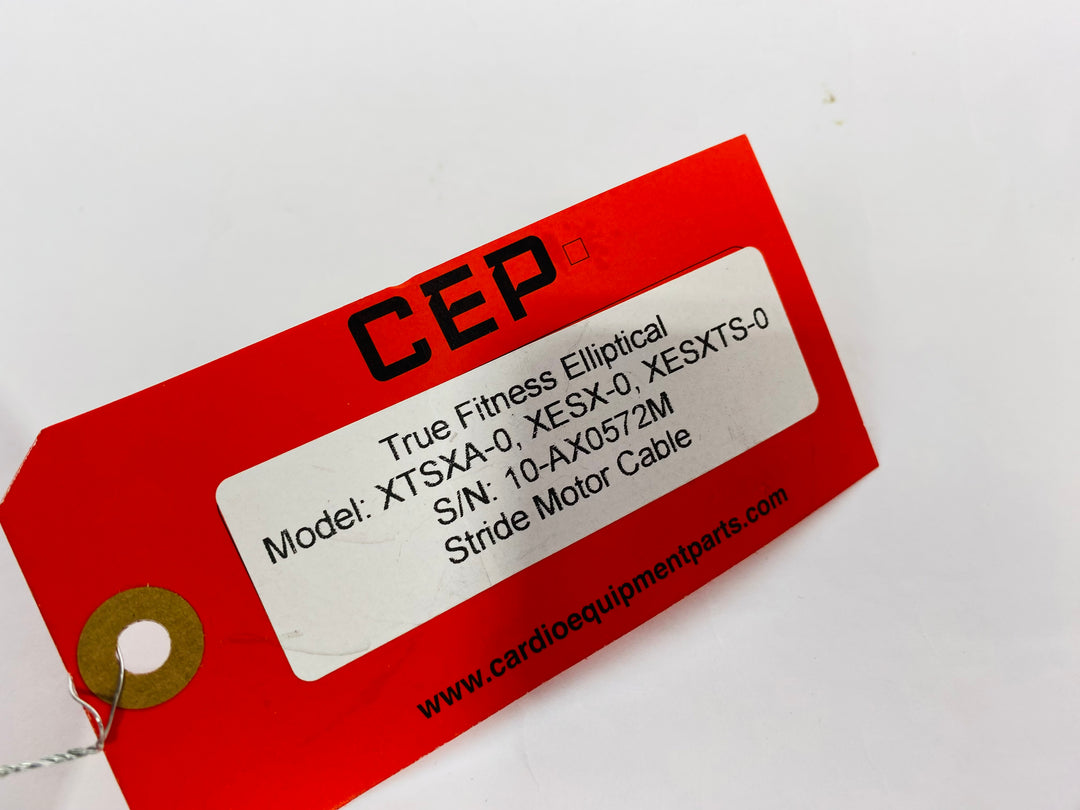 CEP
True Fitness Elliptical
Model: XTSXA-0, XESX-0, XESXTS-0
S/N: 10-AX0572M
Stride Motor Cable
www.cardioequipmentparts.com